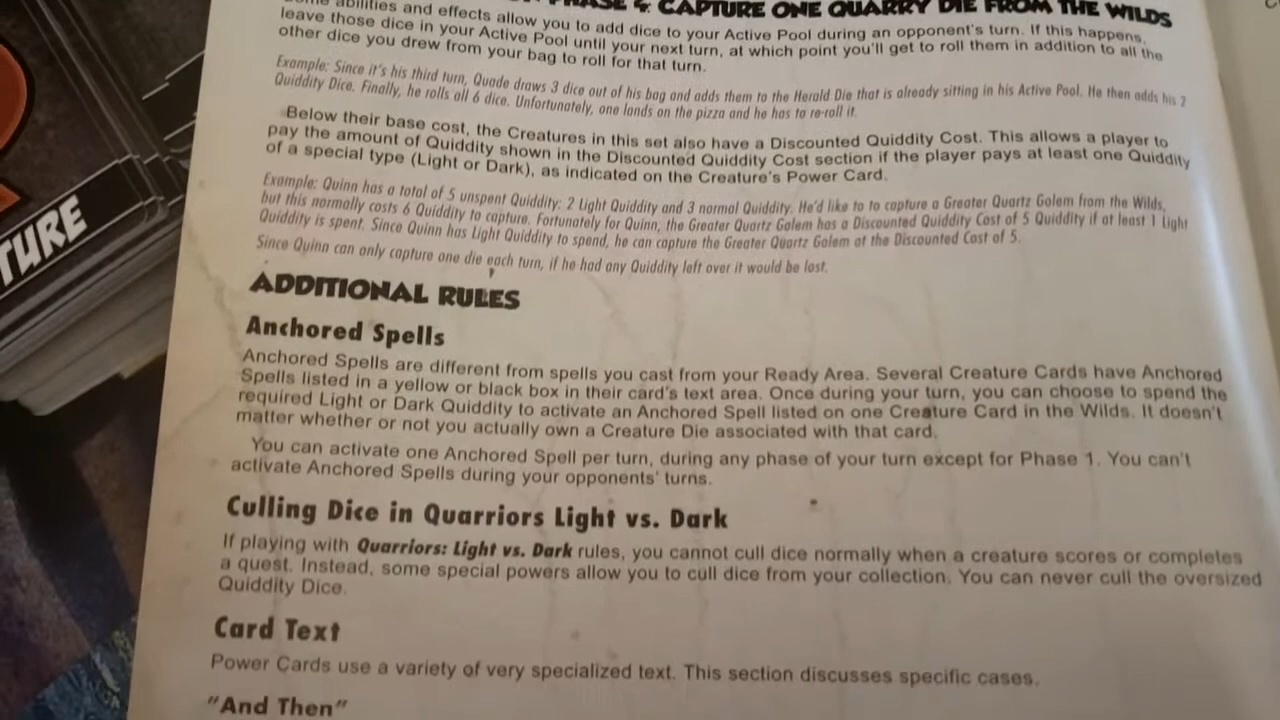 PHASE 4: CAPTURE ONE QUARRY DIE FROM THE WILDS
abilities and effects allow you to add dice to your Active Pool during an opponent's turn. If this happens,
leave those dice in your Active Pool until your next turn, at which point you'll get to roll them in addition to all the
other dice you drew from your bag to roll for that turn.
Example: Since it's his third turn, Quade draws 3 dice out of his bag and adds them to the Herald Die that is already sitting in his Active Pool. He then adds his 2
Quiddity Dice. Finally, he rolls all 6 dice. Unfortunately, one lands on the pizza and he has to re-roll it.
Below their base cost, the Creatures in this set also have a Discounted Quiddity Cost. This allows a player to
pay the amount of Quiddity shown in the Discounted Quiddity Cost section if the player pays at least one Quiddity
of a special type (Light or Dark), as indicated on the Creature's Power Card.
Example: Quinn has a total of 5 unspent Quiddity: 2 Light Quiddity and 3 normal Quiddity. He'd like to to capture a Greater Quartz Golem from the Wilds,
but this normally costs 6 Quiddity to capture. Fortunately for Quinn, the Greater Quartz Golem has a Discounted Quiddity Cost of 5 Quiddity if at least 1 Light
Quiddity is spent. Since Quinn has Light Quiddity to spend, he can capture the Greater Quartz Golem at the Discounted Cost of 5.
Since Quinn can only capture one die each turn, if he had any Quiddity left over it would be lost.
TURE
ADDITIONAL RULES
Anchored Spells
Anchored Spells are different from spells you cast from your Ready Area. Several Creature Cards have Anchored
Spells listed in a yellow or black box in their card's text area. Once during your turn, you can choose to spend the
required Light or Dark Quiddity to activate an Anchored Spell listed on one Creature Card in the Wilds. It doesn't
matter whether or not you actually own a Creature Die associated with that card.
You can activate one Anchored Spell per turn, during any phase of your turn except for Phase 1. You can't
activate Anchored Spells during your opponents' turns.
Culling Dice in Quarriors Light vs. Dark
If playing with Quarriors: Light vs. Dark rules, you cannot cull dice normally when a creature scores or completes
a quest. Instead, some special powers allow you to cull dice from your collection. You can never cull the oversized
Quiddity Dice.
Card Text
Power Cards use a variety of very specialized text. This section discusses specific cases.
"And Then"